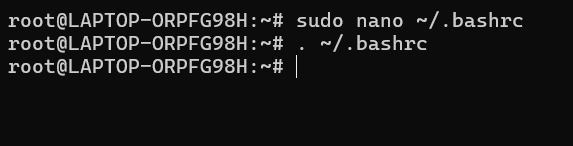 root@LAPTOP-ORPFG98H:~# sudo nano ~/.bashrc
root@LAPTOP-ORPFG98H:~# . ~/.bashrc
root@LAPTOP-ORPFG98H:~#